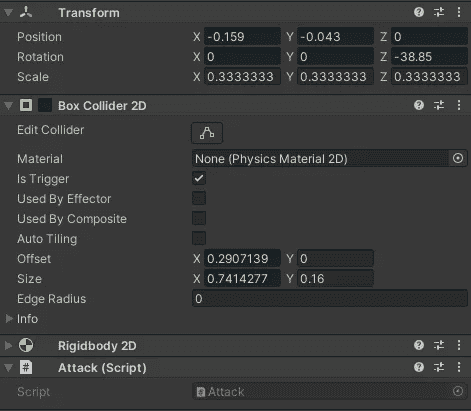 Transform
Position X -0.159 Y -0.043 Z 0
Rotation X 0 Y 0 Z -38.85
Scale X 0.3333333 Y 0.3333333 Z 0.3333333
Box Collider 2D
Edit Collider
Material None (Physics Material 2D)
Is Trigger
Used By Effector
Used By Composite
Auto Tiling
Offset X 0.2907139 Y 0
Size X 0.7414277 Y 0.16
Edge Radius 0
Info
Rigidbody 2D
Attack (Script)
Script Attack